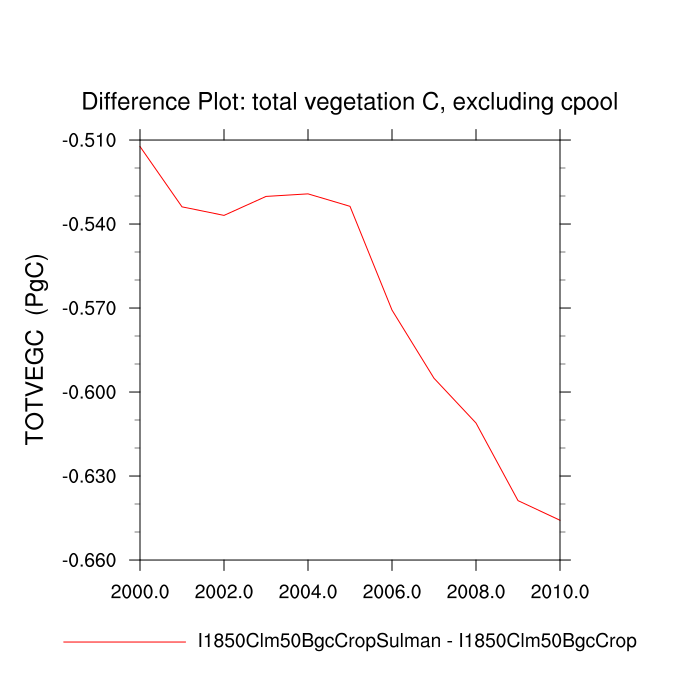 Difference Plot: total vegetation C, excluding cpool
TOTVEGC (PgC)
-0.510
-0.540
-0.570
-0.600
-0.630
-0.660
2000.0 2002.0 2004.0 2006.0 2008.0 2010.0
I1850Clm50BgcCropSulman - I1850Clm50BgcCrop